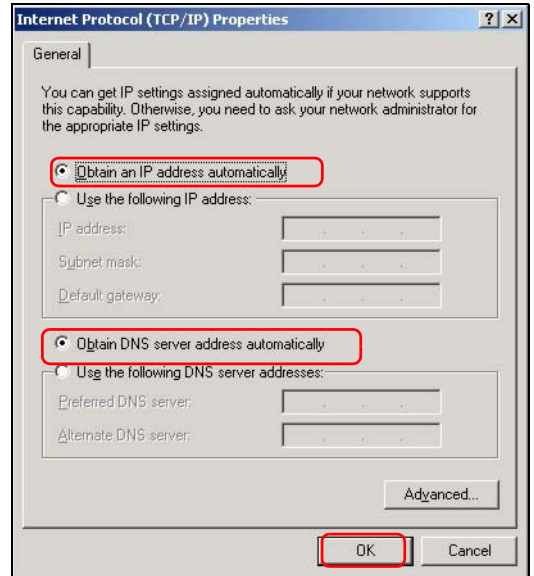 Internet Protocol (TCP/IP) Properties
General
You can get IP settings assigned automatically if your network supports
this capability. Otherwise, you need to ask your network administrator for
the appropriate IP settings.
Obtain an IP address automatically
Use the following IP address:
IP address:
Subnet mask:
Default gateway:
Obtain DNS server address automatically
Use the following DNS server addresses:
Preferred DNS server:
Alternate DNS server:
Advanced...
OK
Cancel